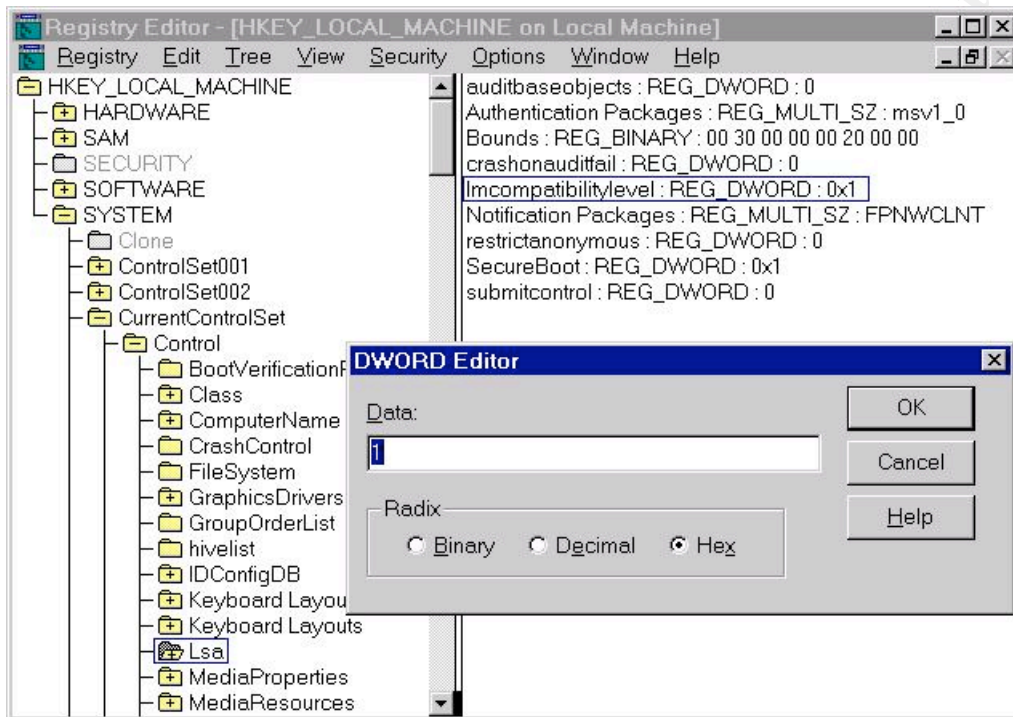 Registry Editor - [HKEY_LOCAL_MACHINE on Local Machine]
Registry Edit Tree View Security Options Window Help
HKEY_LOCAL_MACHINE
HARDWARE
SAM
SECURITY
SOFTWARE
SYSTEM
Clone
ControlSet001
ControlSet002
CurrentControlSet
Control
Class
ComputerName
CrashControl
FileSystem
GraphicsDrivers
GroupOrderList
hivelist
IDConfigDB
Keyboard Layou
Keyboard Layouts
Lsa
MediaProperties
MediaResources
auditbaseobjects : REG_DWORD : 0
Authentication Packages : REG_MULTI_SZ : msv1_0
Bounds : REG_BINARY : 00 30 00 00 00 20 00 00
crashonauditfail : REG_DWORD : 0
lmcompatibilitylevel : REG_DWORD : 0x1
Notification Packages : REG_MULTI_SZ : FPNWCLNT
restrictanonymous : REG_DWORD : 0
SecureBoot : REG_DWORD : 0x1
submitcontrol : REG_DWORD : 0
DWORD Editor
Data:
1
Radix
Binary Decimal Hex
OK
Cancel
Help